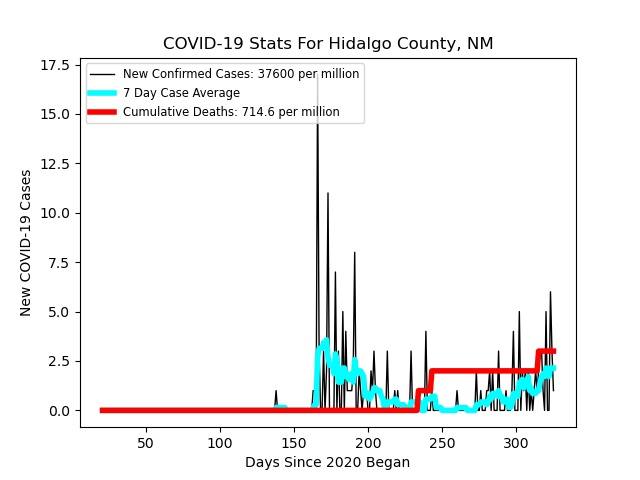 COVID-19 Stats For Hidalgo County, NM
New Confirmed Cases: 37600 per million
7 Day Case Average
Cumulative Deaths: 714.6 per million
New COVID-19 Cases
17.5
15.0
12.5
10.0
7.5
5.0
2.5
0.0
50 100 150 200 250 300
Days Since 2020 Began